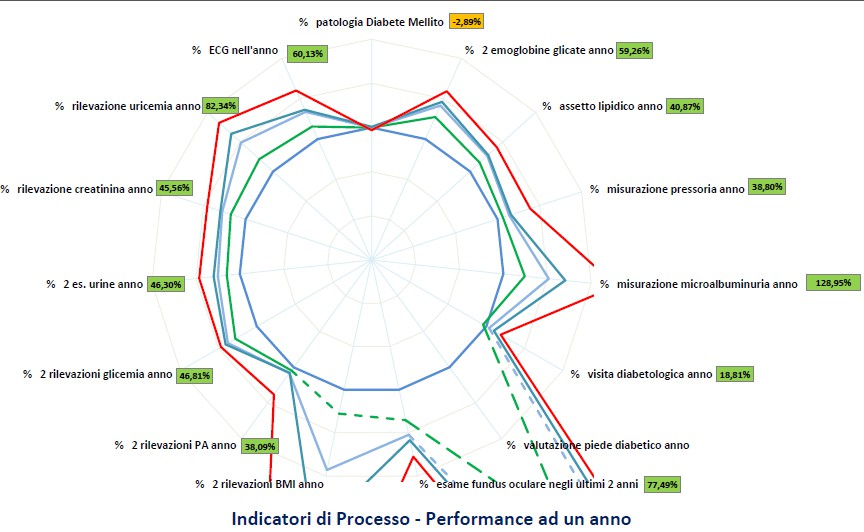 % patologia Diabete Mellito -2,89%
% ECG nell'anno 60,13%
% 2 emoglobine glicate anno 59,26%
% rilevazione uricemia anno 82,34%
% assetto lipidico anno 40,87%
% rilevazione creatinina anno 45,56%
% misurazione pressoria anno 38,80%
% 2 es. urine anno 46,30%
% misurazione microalbuminuria anno 128,95%
% 2 rilevazioni glicemia anno 46,81%
% visita diabetologica anno 18,81%
% 2 rilevazioni PA anno 38,09%
% valutazione piede diabetico anno
% 2 rilevazioni BMI anno
% esame fundus oculare negli ultimi 2 anni 77,49%
Indicatori di Processo - Performance ad un anno